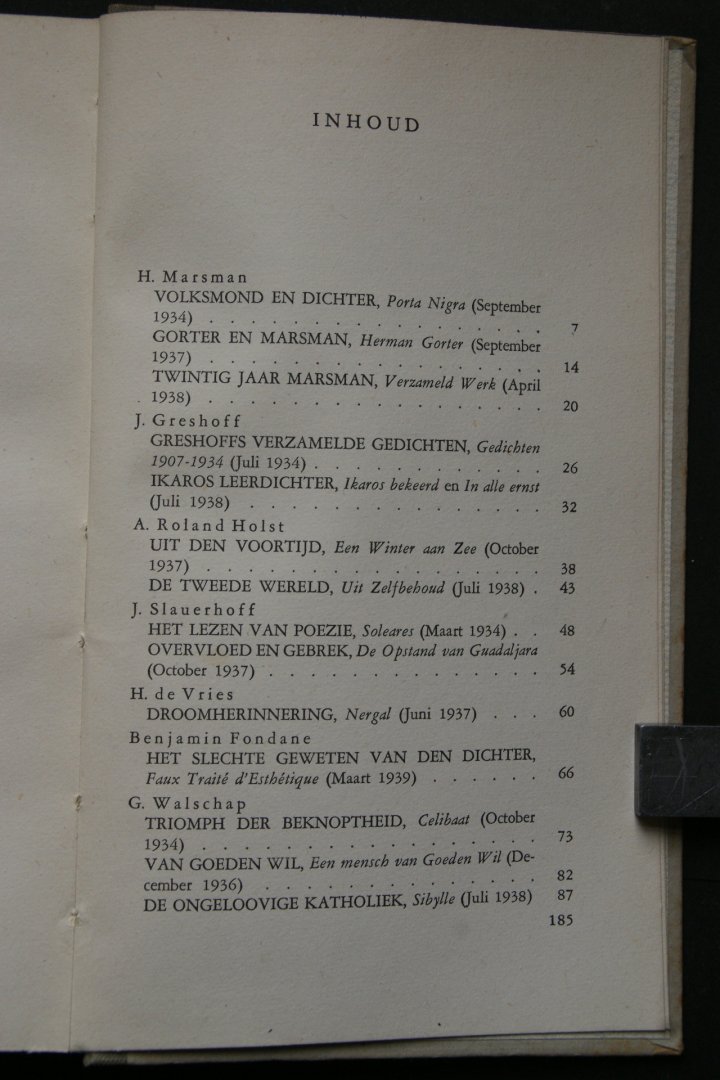 INHOUD
H. Marsman
VOLKSMOND EN DICHTER, Porta Nigra (September
1934) . . . . . . . . . . . . . . . . 7
GORTER EN MARSMAN, Herman Gorter (September
1937) . . . . . . . . . . . . . . . . 14
TWINTIG JAAR MARSMAN, Verzameld Werk (April
1938) . . . . . . . . . . . . . . . . 20
J. Greshoff
GRESHOFFS VERZAMELDE GEDICHTEN, Gedichten
1907-1934 (Juli 1934) . . . . . . . . . . . 26
IKAROS LEERDICHTER, Ikaros bekeerd en In alle ernst
(Juli 1938) . . . . . . . . . . . . . . 32
A. Roland Holst
UIT DEN VOORTIJD, Een Winter aan Zee (October
1937) . . . . . . . . . . . . . . . . 38
DE TWEEDE WERELD, Uit Zelfbehoud (Juli 1938) . 43
J. Slauerhoff
HET LEZEN VAN POEZIE, Soleares (Maart 1934) . . 48
OVERVLOED EN GEBREK, De Opstand van Guadaljara
(October 1937) . . . . . . . . . . . . . 54
H. de Vries
DROOMHERINNERING, Nergal (Juni 1937) . . . 60
Benjamin Fondane
HET SLECHTE GEWETEN VAN DEN DICHTER,
Faux Traité d'Esthétique (Maart 1939) . . . . . . 66
G. Walschap
TRIOMPH DER BEKNOPTHEID, Celibaat (October
1934) . . . . . . . . . . . . . . . . 73
VAN GOEDEN WIL, Een mensch van Goeden Wil (De-
cember 1936) . . . . . . . . . . . . . . 82
DE ONGELOOVIGE KATHOLIEK, Sibylle (Juli 1938) 87
185